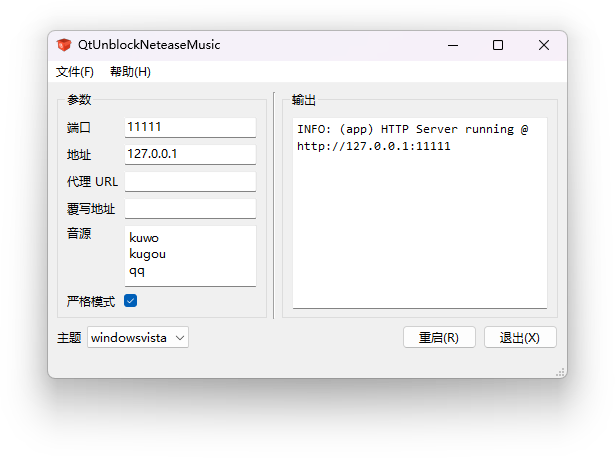 QtUnblockNeteaseMusic
文件(F) 帮助(H)
参数
端口 11111
地址 127.0.0.1
代理 URL
覆写地址
音源
kuwo
kugou
qq
严格模式
输出
INFO: (app) HTTP Server running @
http://127.0.0.1:11111
主题 windowsvista 重启(R) 退出(X)